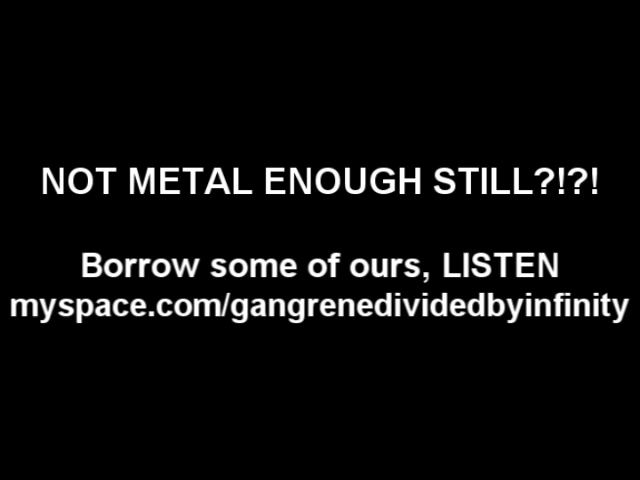 NOT METAL ENOUGH STILL?!?!
Borrow some of ours, LISTEN
myspace.com/gangrenedividedbyinfinity